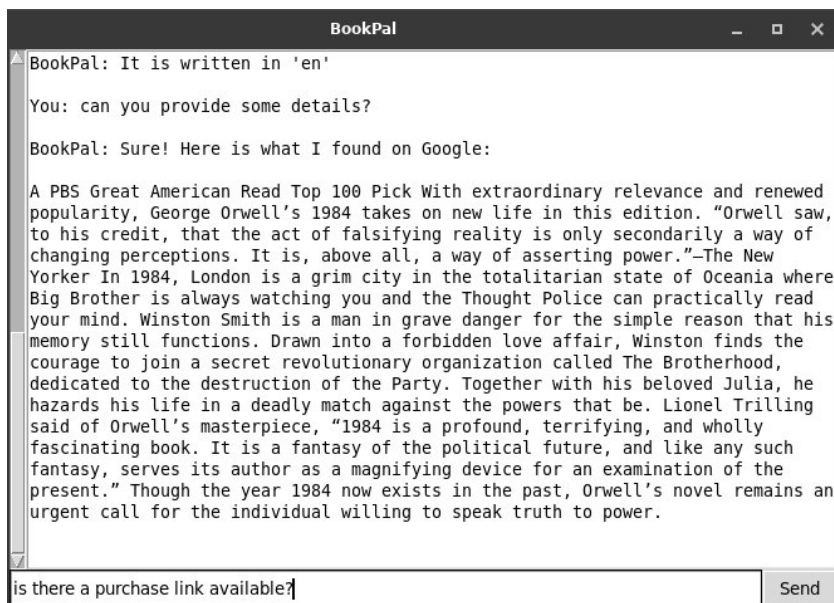 BookPal
BookPal: It is written in 'en'
You: can you provide some details?
BookPal: Sure! Here is what I found on Google:
A PBS Great American Read Top 100 Pick With extraordinary relevance and renewed
popularity, George Orwell’s 1984 takes on new life in this edition. “Orwell saw,
to his credit, that the act of falsifying reality is only secondarily a way of
changing perceptions. It is, above all, a way of asserting power.”—The New
Yorker In 1984, London is a grim city in the totalitarian state of Oceania where
Big Brother is always watching you and the Thought Police can practically read
your mind. Winston Smith is a man in grave danger for the simple reason that his
memory still functions. Drawn into a forbidden love affair, Winston finds the
courage to join a secret revolutionary organization called The Brotherhood,
dedicated to the destruction of the Party. Together with his beloved Julia, he
hazards his life in a deadly match against the powers that be. Lionel Trilling
said of Orwell’s masterpiece, “1984 is a profound, terrifying, and wholly
fascinating book. It is a fantasy of the political future, and like any such
fantasy, serves its author as a magnifying device for an examination of the
present.” Though the year 1984 now exists in the past, Orwell’s novel remains an
urgent call for the individual willing to speak truth to power.
is there a purchase link available?
Send